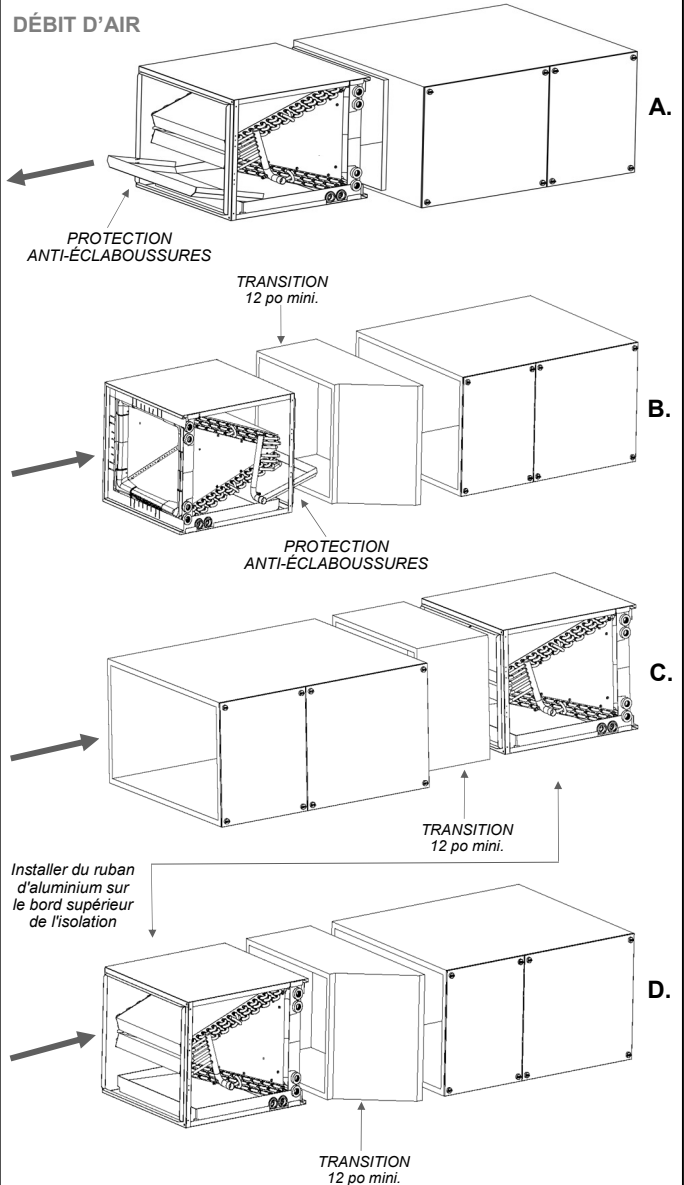 DÉBIT D'AIR
A.
PROTECTION
ANTI-ÉCLABOUSSURES
TRANSITION
12 po mini.
B.
PROTECTION
ANTI-ÉCLABOUSSURES
C.
TRANSITION
12 po mini.
Installer du ruban
d'aluminium sur
le bord supérieur
de l'isolation
D.
TRANSITION
12 po mini.